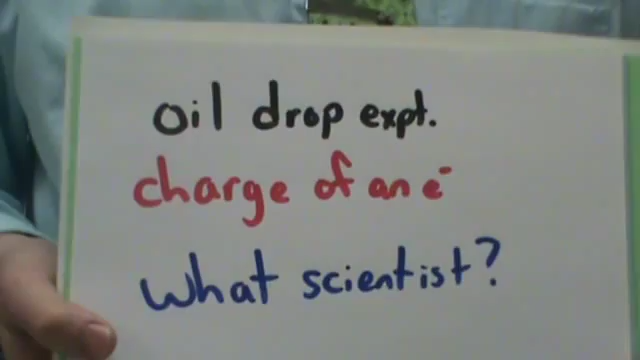 oil drop expt.
charge of an e⁻
What scientist?